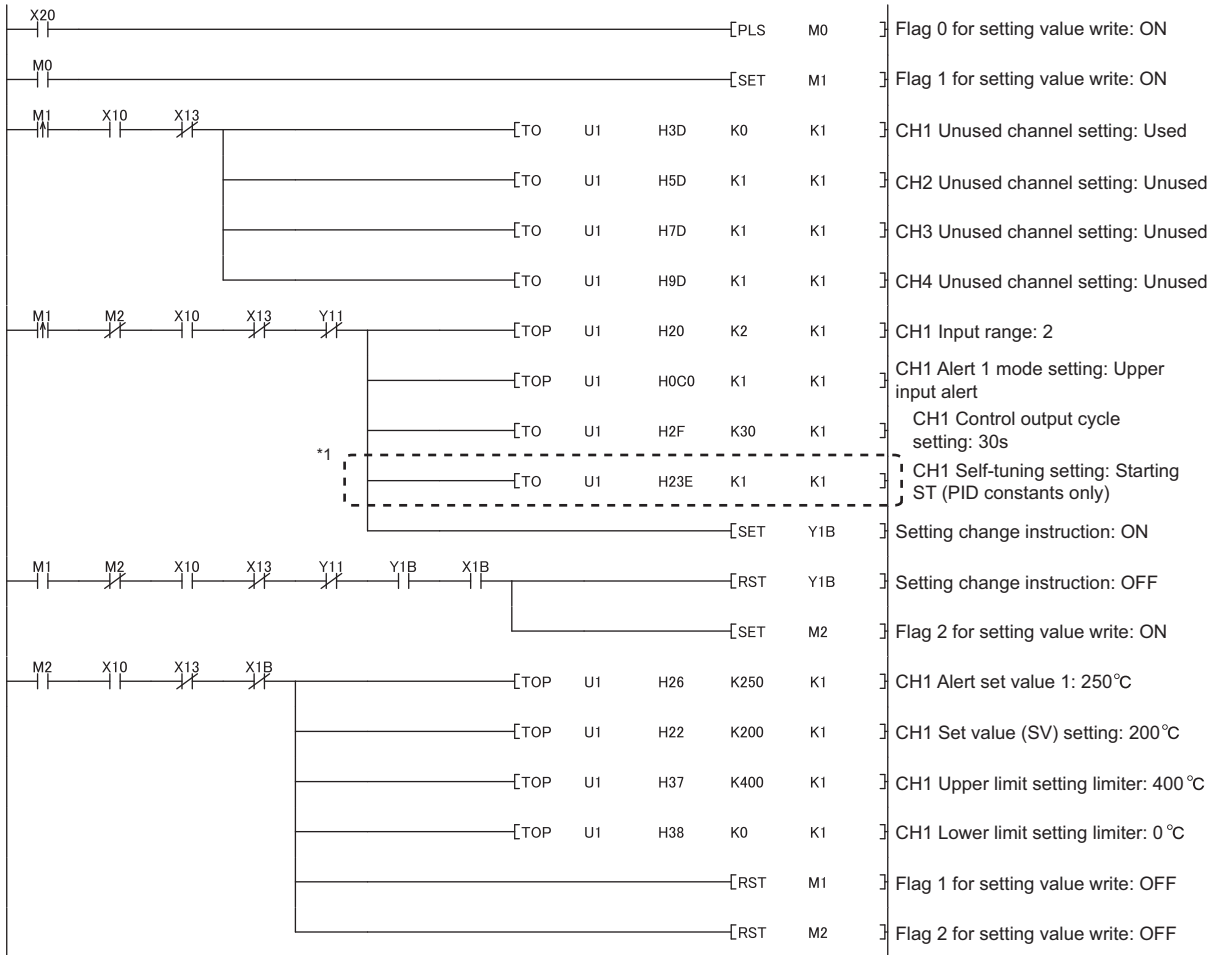 X20
[PLS M0 ] Flag 0 for setting value write: ON
M0
[SET M1 ] Flag 1 for setting value write: ON
M1 X10 X13
[TO U1 H3D K0 K1 ] CH1 Unused channel setting: Used
[TO U1 H5D K1 K1 ] CH2 Unused channel setting: Unused
[TO U1 H7D K1 K1 ] CH3 Unused channel setting: Unused
[TO U1 H9D K1 K1 ] CH4 Unused channel setting: Unused
M1 M2 X10 X13 Y11
[TOP U1 H20 K2 K1 ] CH1 Input range: 2
[TOP U1 H0C0 K1 K1 ] CH1 Alert 1 mode setting: Upper
input alert
[TO U1 H2F K30 K1 ] CH1 Control output cycle
setting: 30s
*1
[TO U1 H23E K1 K1 ] CH1 Self-tuning setting: Starting
ST (PID constants only)
[SET Y1B ] Setting change instruction: ON
M1 M2 X10 X13 Y11 Y1B X1B
[RST Y1B ] Setting change instruction: OFF
[SET M2 ] Flag 2 for setting value write: ON
M2 X10 X13 X1B
[TOP U1 H26 K250 K1 ] CH1 Alert set value 1: 250°C
[TOP U1 H22 K200 K1 ] CH1 Set value (SV) setting: 200°C
[TOP U1 H37 K400 K1 ] CH1 Upper limit setting limiter: 400°C
[TOP U1 H38 K0 K1 ] CH1 Lower limit setting limiter: 0°C
[RST M1 ] Flag 1 for setting value write: OFF
[RST M2 ] Flag 2 for setting value write: OFF